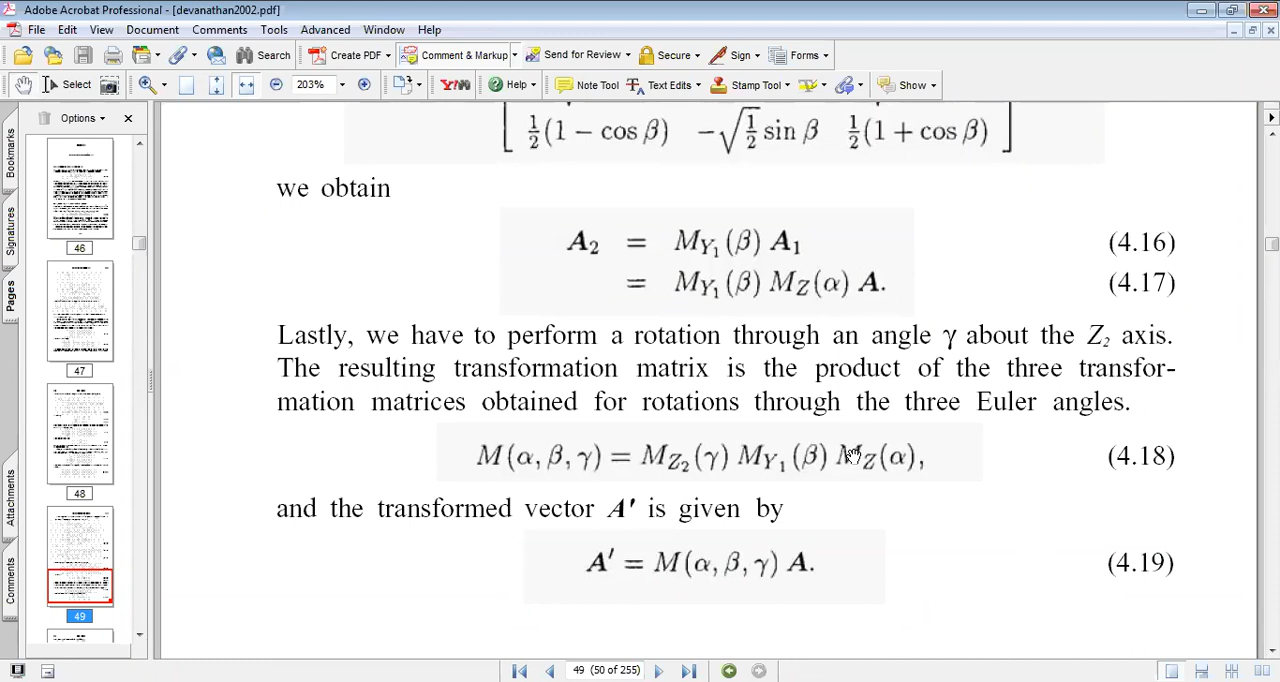 Adobe Acrobat Professional - [devanathan2002.pdf]
File Edit View Document Comments Tools Advanced Window Help
Search Create PDF Comment & Markup Send for Review Secure Sign Forms
Select 203% Y! Help Note Tool Text Edits Stamp Tool Show
Options
Bookmarks
Signatures
Pages
Attachments
Comments
46
47
48
49
½(1 − cos β) −√½ sin β ½(1 + cos β)
we obtain
A₂ = M_{Y₁}(β) A₁ (4.16)
= M_{Y₁}(β) M_Z(α) A. (4.17)
Lastly, we have to perform a rotation through an angle γ about the Z₂ axis.
The resulting transformation matrix is the product of the three transfor-
mation matrices obtained for rotations through the three Euler angles.
M(α, β, γ) = M_{Z₂}(γ) M_{Y₁}(β) M_Z(α), (4.18)
and the transformed vector A′ is given by
A′ = M(α, β, γ) A. (4.19)
49 (50 of 255)